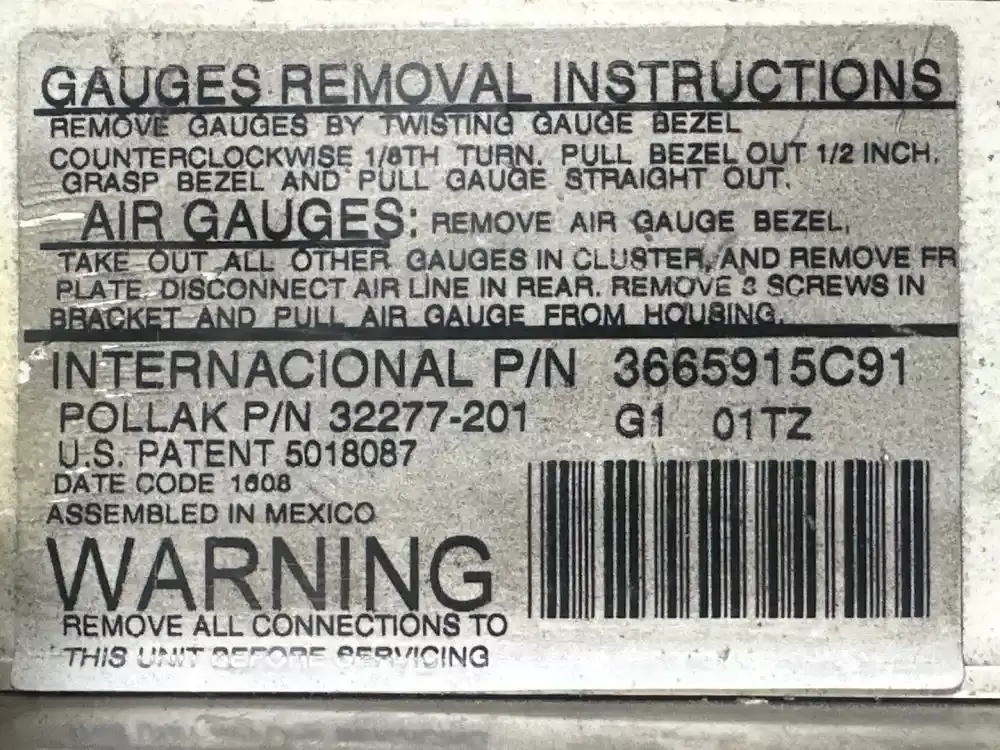 GAUGES REMOVAL INSTRUCTIONS
REMOVE GAUGES BY TWISTING GAUGE BEZEL
COUNTERCLOCKWISE 1/8TH TURN. PULL BEZEL OUT 1/2 INCH.
GRASP BEZEL AND PULL GAUGE STRAIGHT OUT.
AIR GAUGES: REMOVE AIR GAUGE BEZEL,
TAKE OUT ALL OTHER GAUGES IN CLUSTER, AND REMOVE FR
PLATE. DISCONNECT AIR LINE IN REAR. REMOVE 3 SCREWS IN
BRACKET AND PULL AIR GAUGE FROM HOUSING.
INTERNACIONAL P/N 3665915C91
POLLAK P/N 32277-201 G1 01TZ
U.S. PATENT 5018087
DATE CODE 1608
ASSEMBLED IN MEXICO
WARNING
REMOVE ALL CONNECTIONS TO
THIS UNIT BEFORE SERVICING